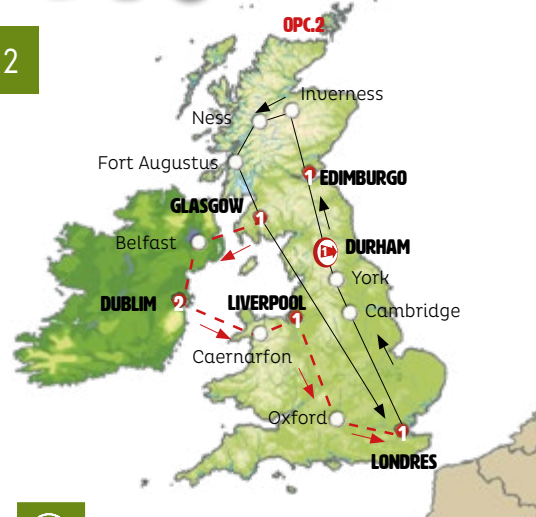 OPC.2
2
Inverness
Ness
Fort Augustus
1 EDIMBURGO
GLASGOW
1
Belfast
1 DURHAM
York
DUBLIM 2
LIVERPOOL
1
Cambridge
Caernarfon
Oxford
1
LONDRES